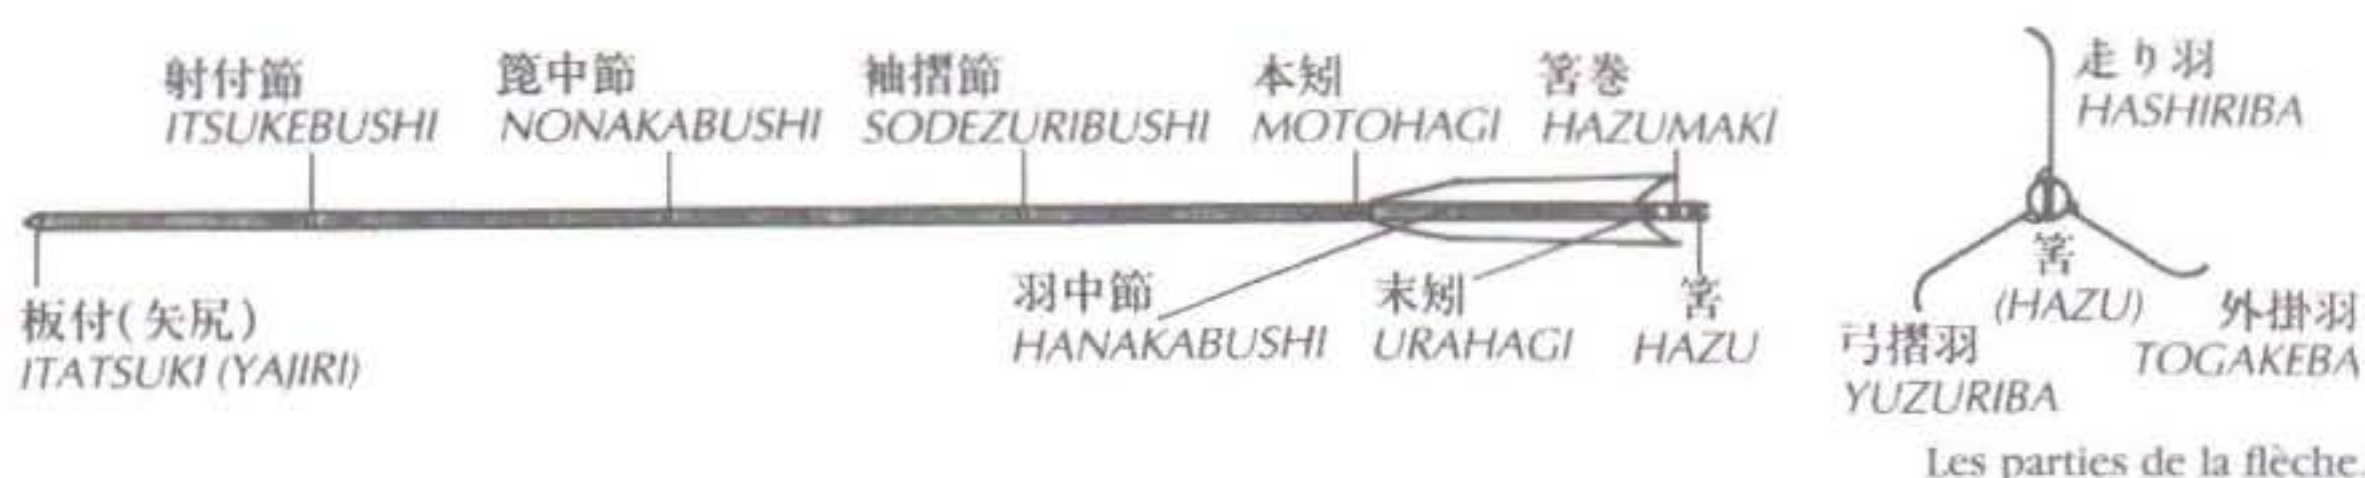 射付節
ITSUKEBUSHI
箆中節
NONAKABUSHI
袖摺節
SODEZURIBUSHI
本矧
MOTOHAGI
筈巻
HAZUMAKI
板付(矢尻)
ITATSUKI (YAJIRI)
羽中節
HANAKABUSHI
末矧
URAHAGI
筈
HAZU
走り羽
HASHIRIBA
筈
(HAZU)
弓摺羽
YUZURIBA
外掛羽
TOGAKEBA
Les parties de la flèche.